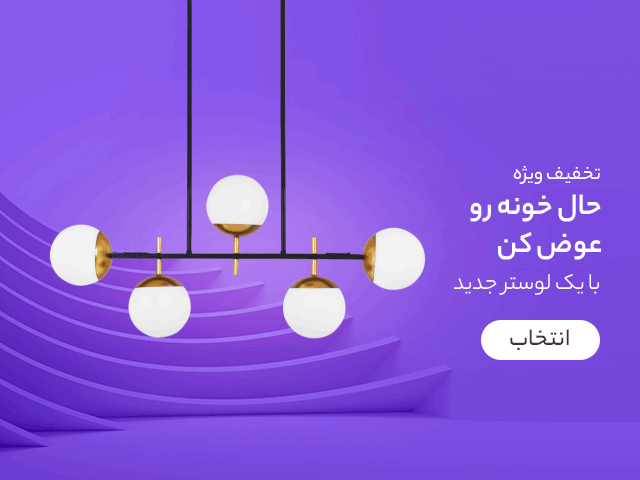 تخفیف ویژه
حال خونه رو
عوض کن
با یک لوستر جدید
انتخاب